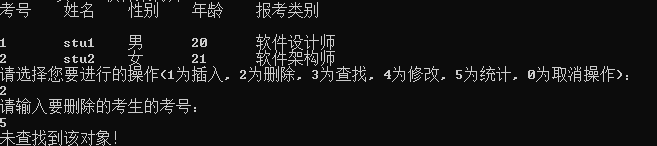 考号 姓名 性别 年龄 报考类别
1 stu1 男 20 软件设计师
2 stu2 女 21 软件架构师
请选择您要进行的操作(1为插入, 2为删除, 3为查找, 4为修改, 5为统计, 0为取消操作):
2
请输入要删除的考生的考号:
5
未查找到该对象!